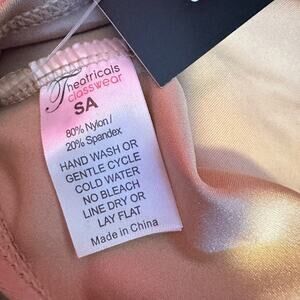 Theatricals
classwear
SA
80% Nylon/
20% Spandex
HAND WASH OR
GENTLE CYCLE
COLD WATER
NO BLEACH
LINE DRY OR
LAY FLAT
Made in China